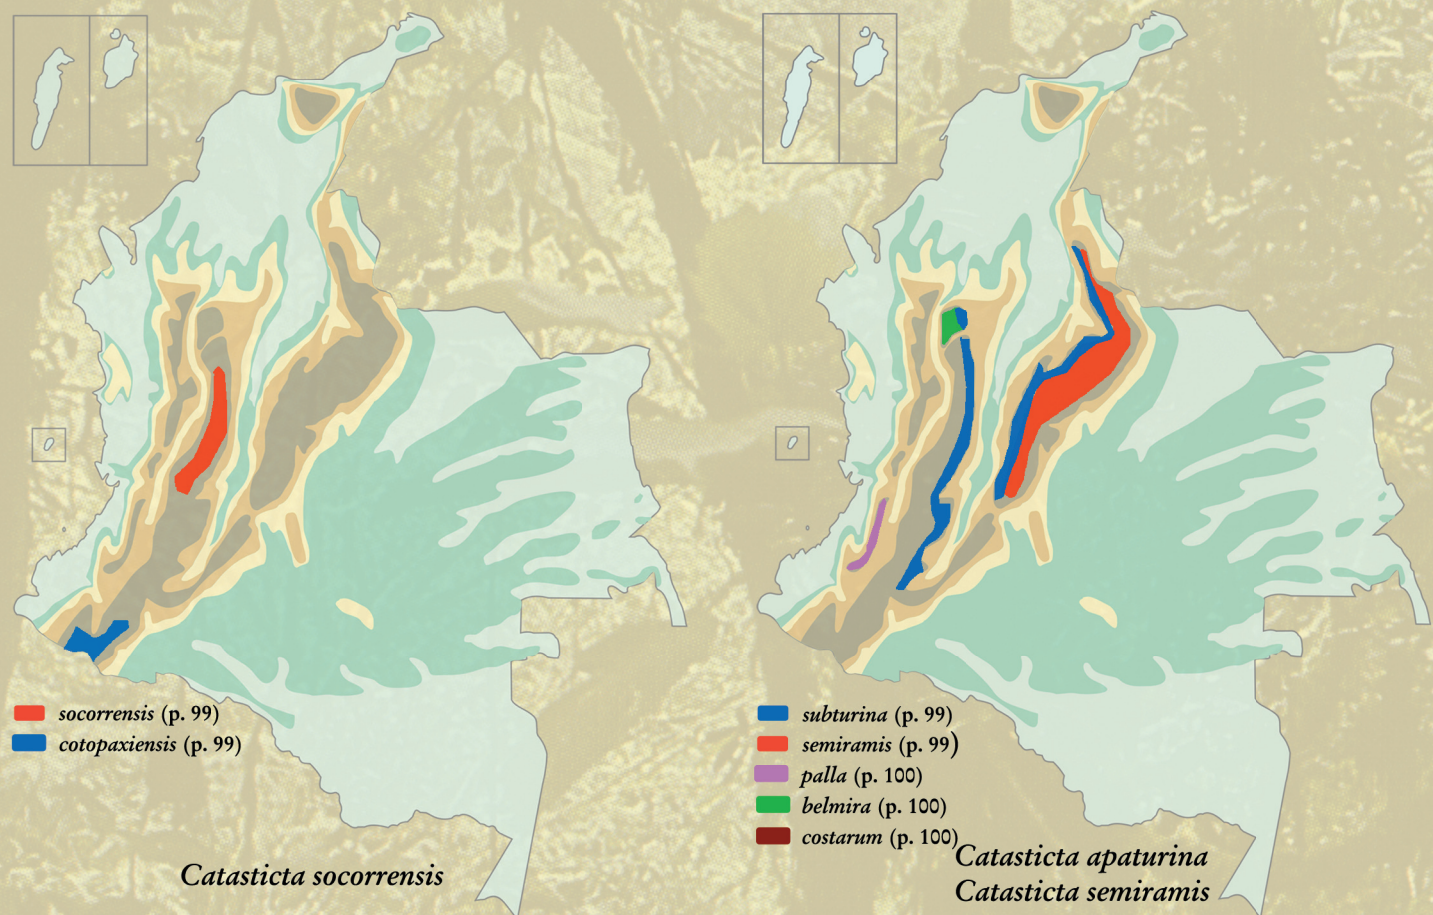 socorrensis (p. 99)
cotopaxiensis (p. 99)
Catasticta socorrensis
subturina (p. 99)
semiramis (p. 99)
palla (p. 100)
belmira (p. 100)
costarum (p. 100)
Catasticta apaturina
Catasticta semiramis